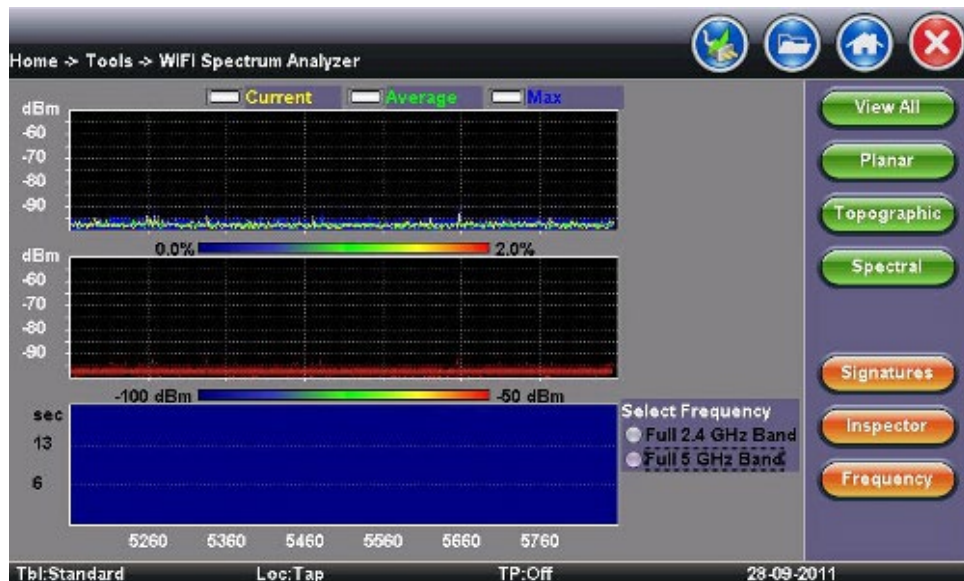 Home -> Tools -> WIFI Spectrum Analyzer
Current Average Max
dBm
-60
-70
-80
-90
0.0% 2.0%
dBm
-60
-70
-80
-90
-100 dBm -50 dBm
sec
13
6
5260 5360 5460 5560 5660 5760
Select Frequency
Full 2.4 GHz Band
Full 5 GHz Band
View All
Planar
Topographic
Spectral
Signatures
Inspector
Frequency
Tbl:Standard Loc:Tap TP:Off 28-09-2011